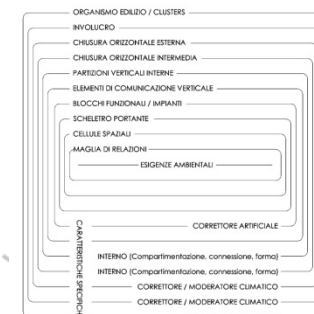 ORGANISMO EDILIZIO / CLUSTERS
INVOLUCRO
CHIUSURA ORIZZONTALE ESTERNA
CHIUSURA ORIZZONTALE INTERMEDIA
PARTIZIONI VERTICALI INTERNE
ELEMENTI DI COMUNICAZIONE VERTICALE
BLOCCHI FUNZIONALI / IMPIANTI
SCHELETRO PORTANTE
CELLULE SPAZIALI
MAGLIA DI RELAZIONI
ESIGENZE AMBIENTALI
CARATTERISTICHE SPECIFICH
CORRETTORE ARTIFICIALE
INTERNO (Compartimentazione, connessione, forma)
INTERNO (Compartimentazione, connessione, forma)
CORRETTORE / MODERATORE CLIMATICO
CORRETTORE / MODERATORE CLIMATICO